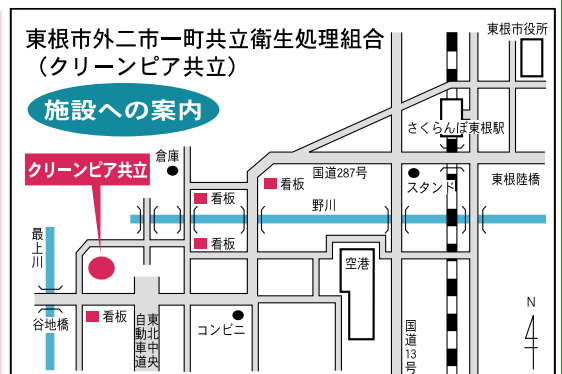 東根市外二市一町共立衛生処理組合
（クリーンピア共立）
施設への案内
東根市役所
さくらんぼ東根駅
倉庫
クリーンピア共立
国道287号
看板
スタンド
東根陸橋
看板
野川
最上川
看板
空港
谷地橋
看板
東北中央
自動車道
コンビニ
国道13号
N